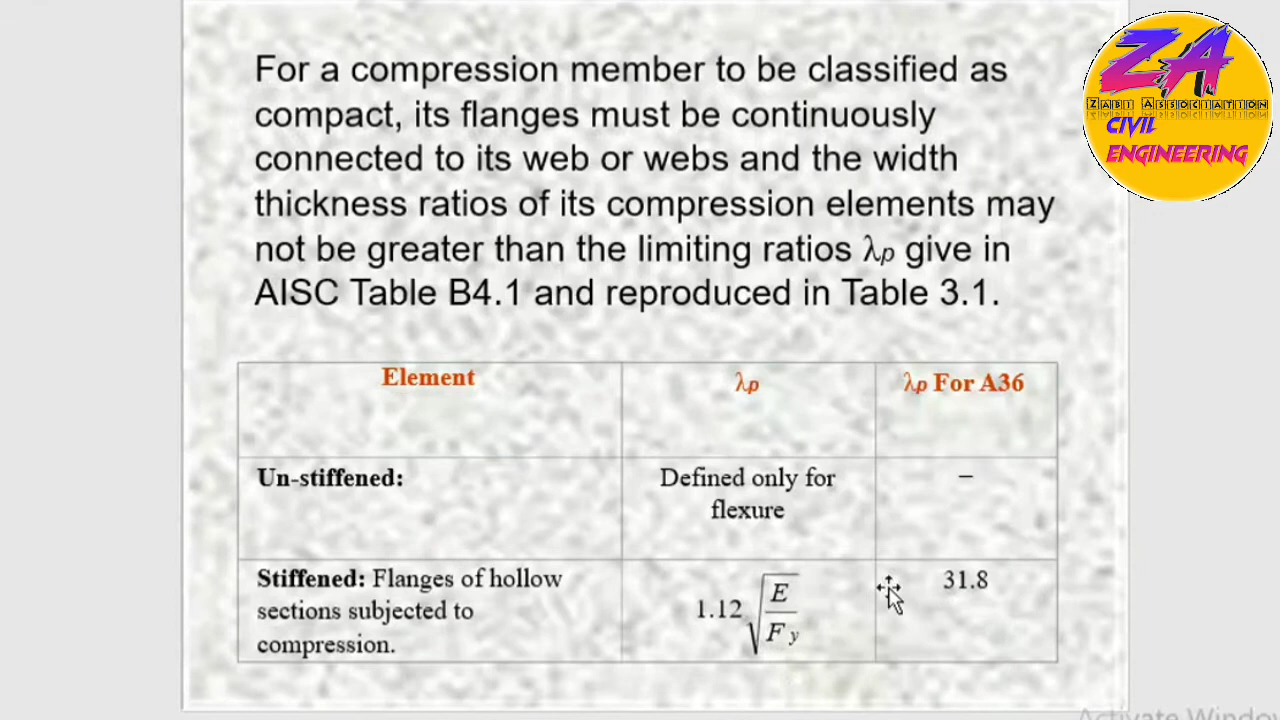 For a compression member to be classified as
compact, its flanges must be continuously
connected to its web or webs and the width
thickness ratios of its compression elements may
not be greater than the limiting ratios λp give in
AISC Table B4.1 and reproduced in Table 3.1.
ZA
ZABI ASSOCIATION
CIVIL
ENGINEERING
Element λp λp For A36
Un-stiffened: Defined only for –
flexure
Stiffened: Flanges of hollow 31.8
sections subjected to 1.12 √(E/Fy)
compression.
Activate Windo